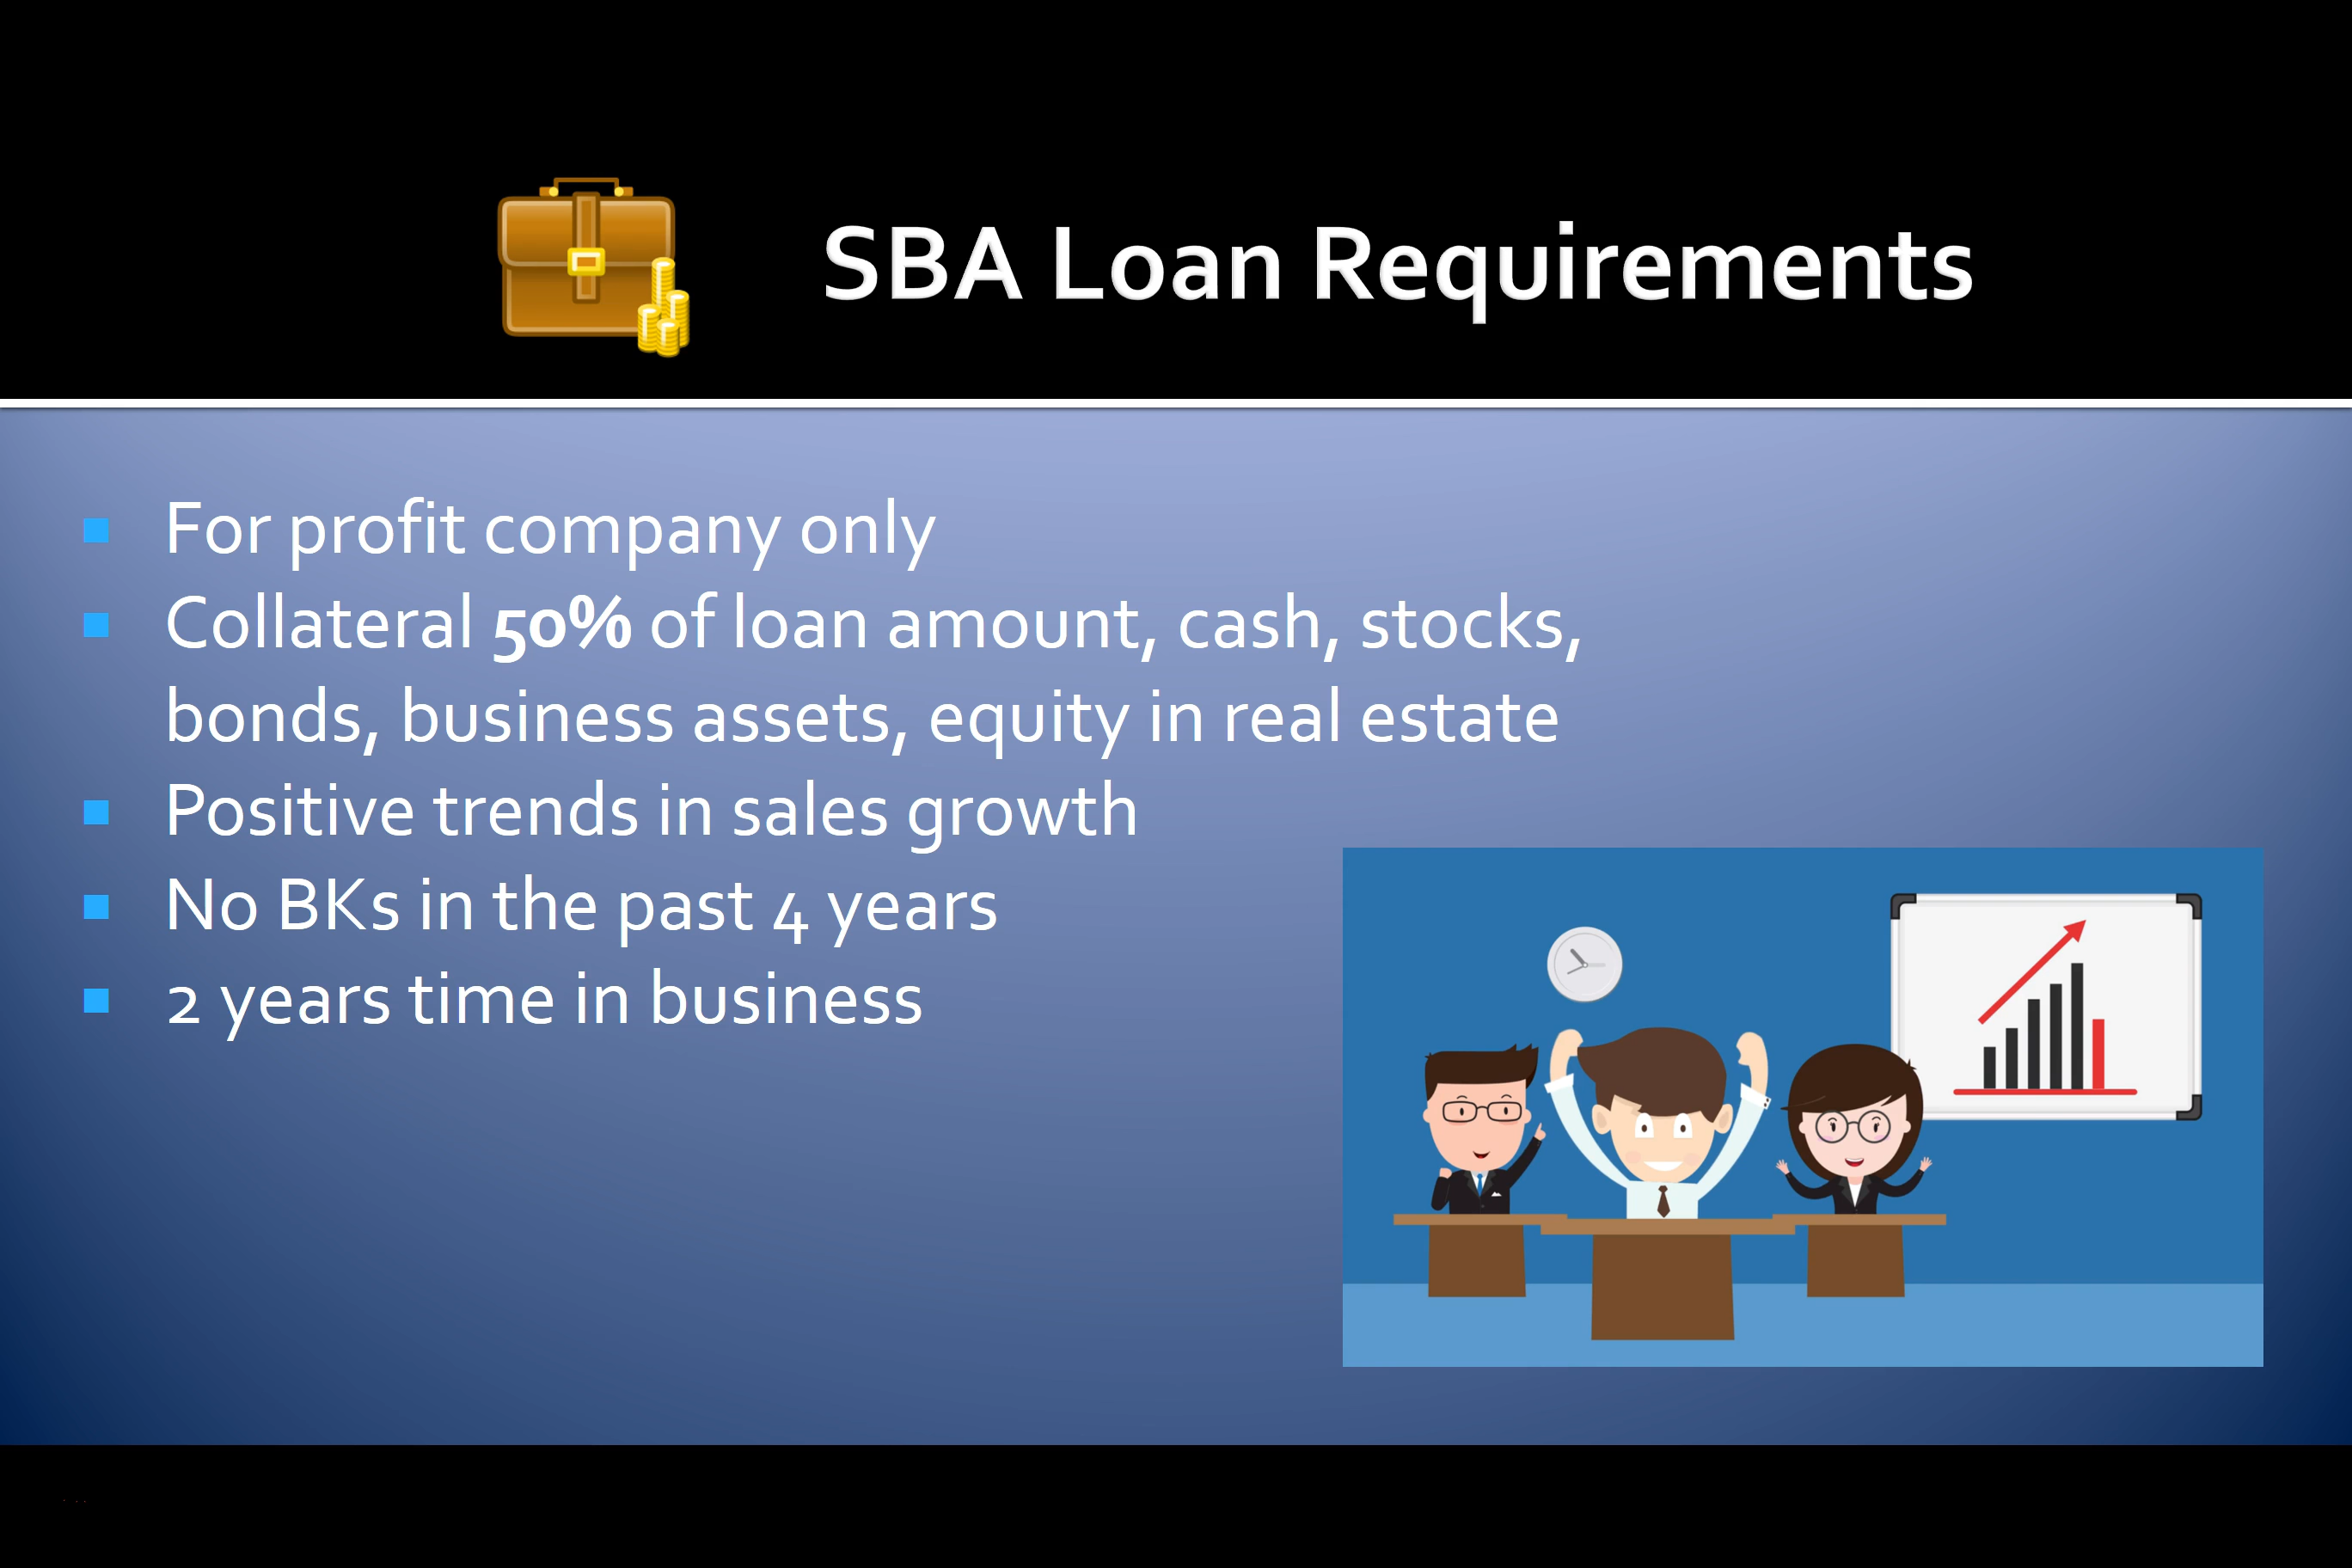 SBA Loan Requirements
For profit company only
Collateral 50% of loan amount, cash, stocks,
bonds, business assets, equity in real estate
Positive trends in sales growth
No BKs in the past 4 years
2 years time in business